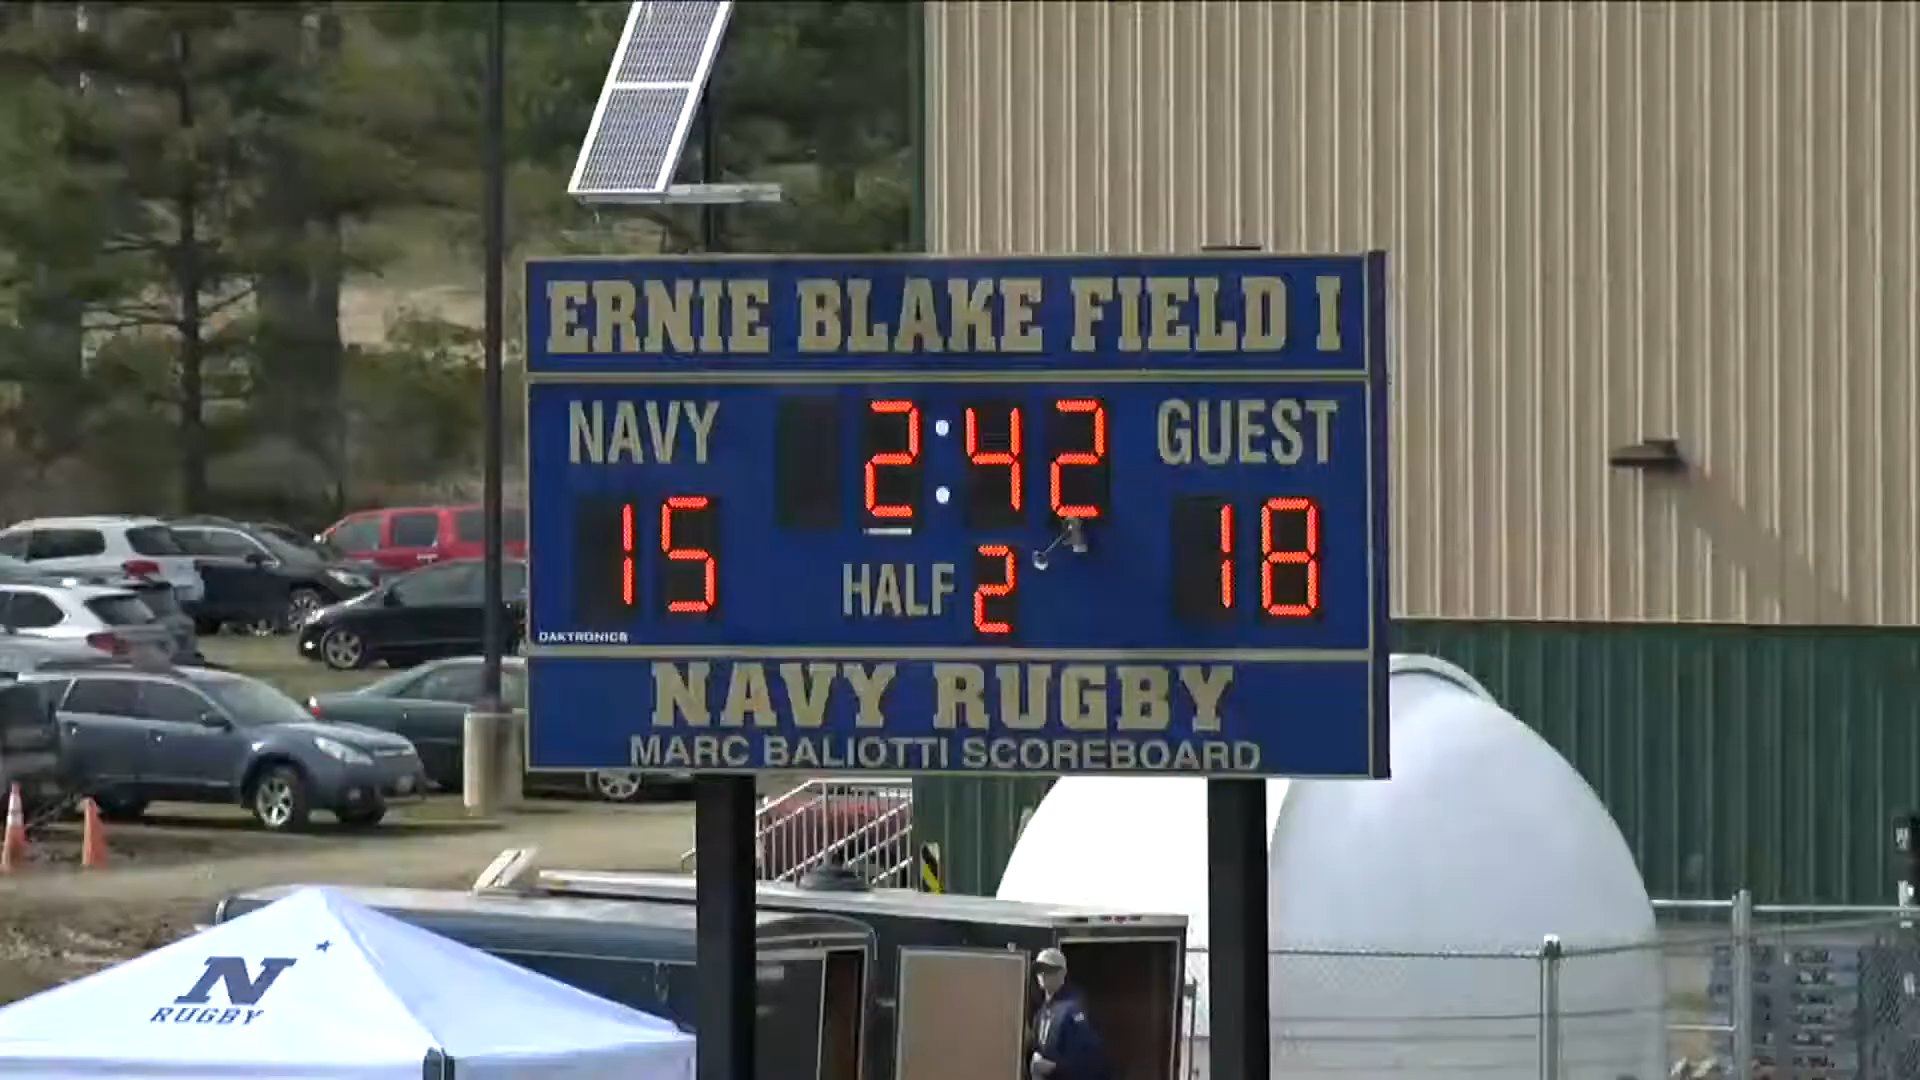 ERNIE BLAKE FIELD I
NAVY 2:42 GUEST
15 HALF 2 18
DAKTRONICS
NAVY RUGBY
MARC BALIOTTI SCOREBOARD
N
RUGBY